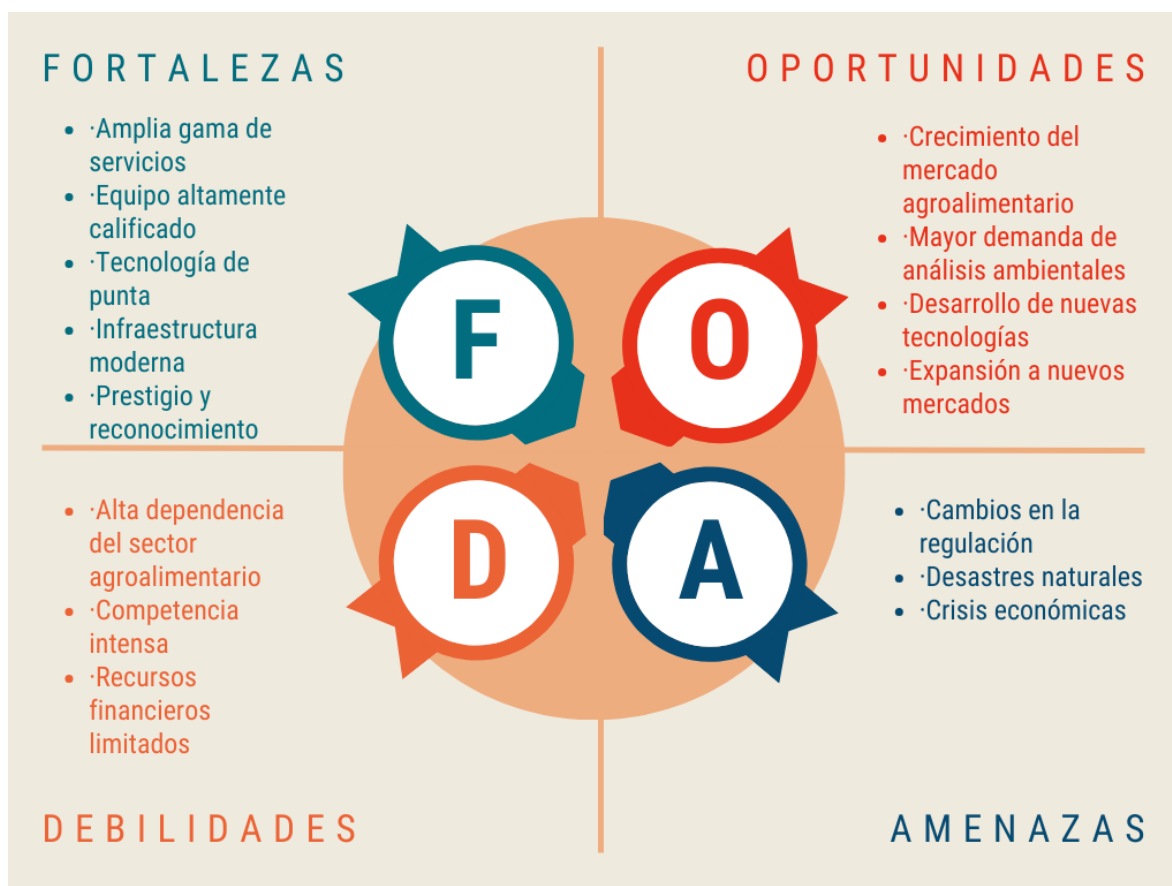 FORTALEZAS
• ·Amplia gama de
servicios
• ·Equipo altamente
calificado
• ·Tecnología de
punta
• ·Infraestructura
moderna
• ·Prestigio y
reconocimiento
OPORTUNIDADES
• ·Crecimiento del
mercado
agroalimentario
• ·Mayor demanda de
análisis ambientales
• ·Desarrollo de nuevas
tecnologías
• ·Expansión a nuevos
mercados
F
O
D
A
• ·Alta dependencia
del sector
agroalimentario
• ·Competencia
intensa
• ·Recursos
financieros
limitados
DEBILIDADES
• ·Cambios en la
regulación
• ·Desastres naturales
• ·Crisis económicas
AMENAZAS